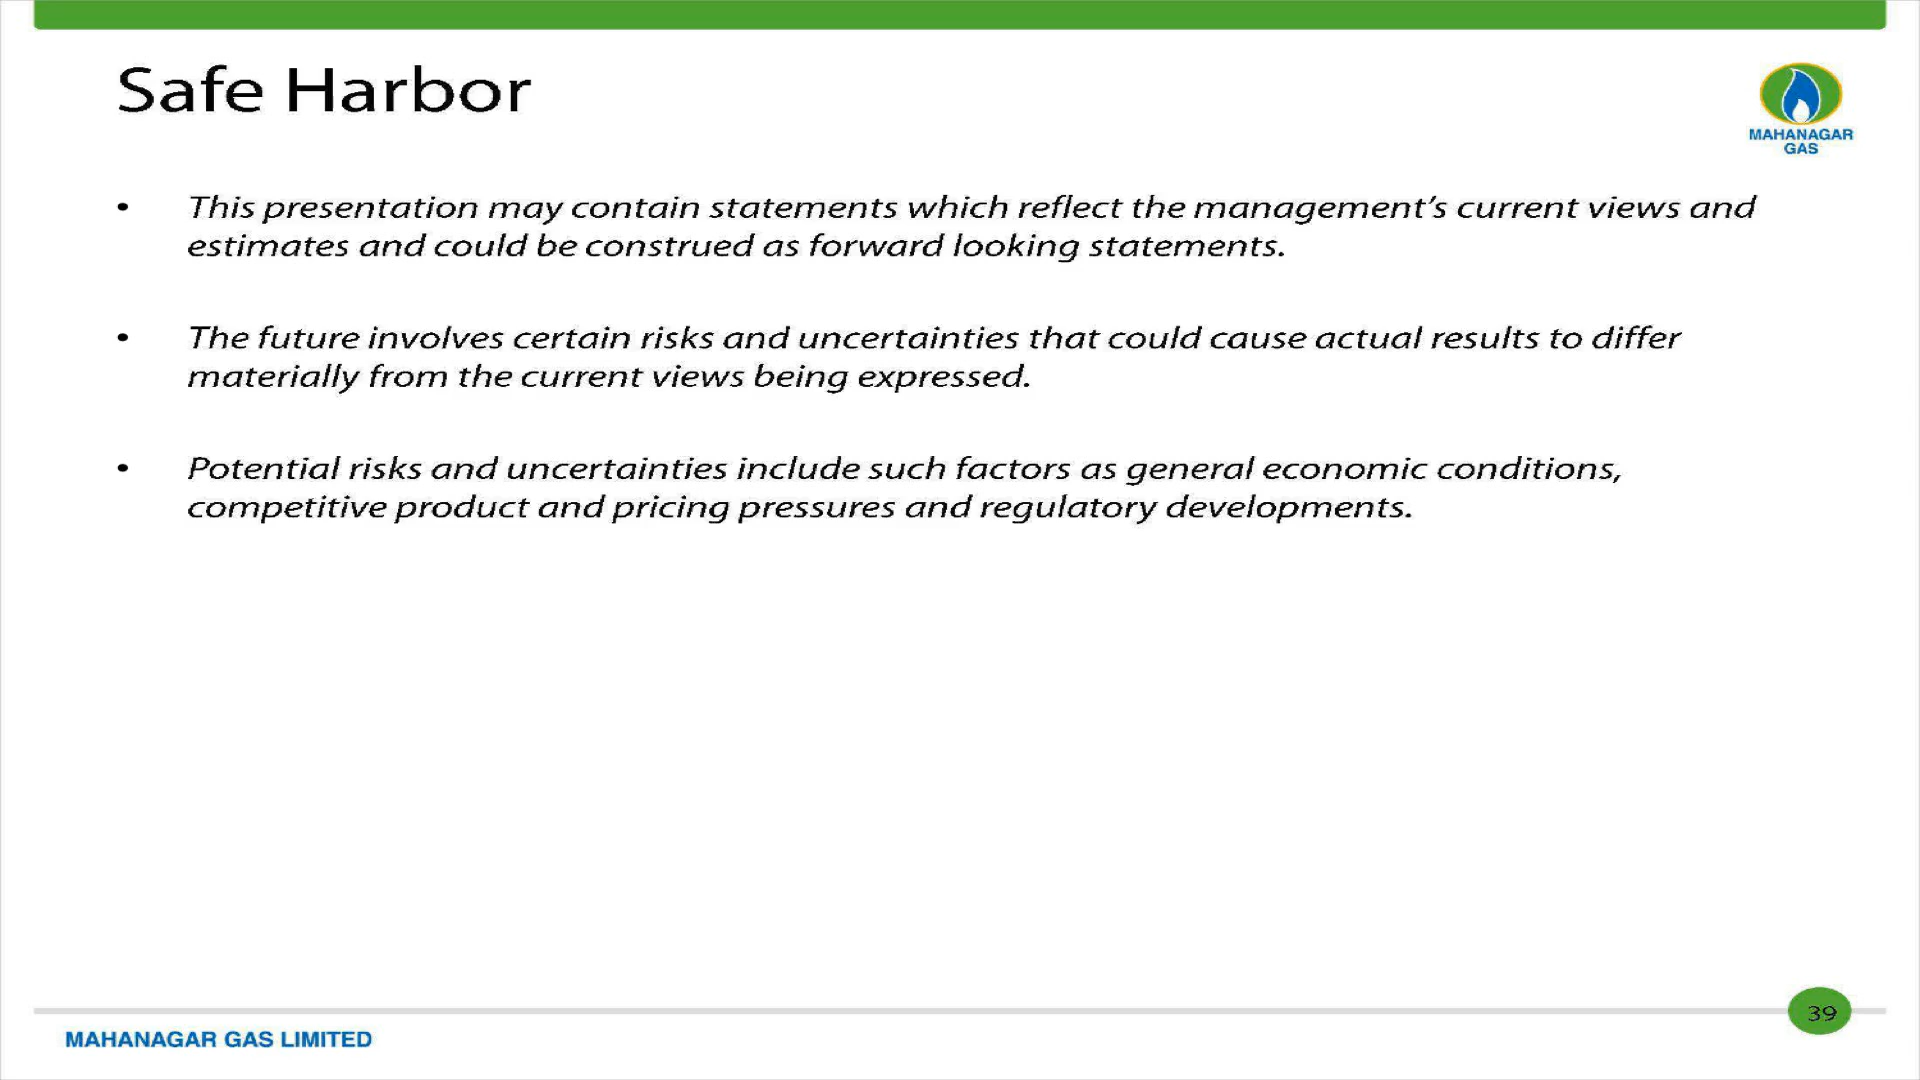 Safe Harbor
MAHANAGAR
GAS
• This presentation may contain statements which reflect the management’s current views and
estimates and could be construed as forward looking statements.
• The future involves certain risks and uncertainties that could cause actual results to differ
materially from the current views being expressed.
• Potential risks and uncertainties include such factors as general economic conditions,
competitive product and pricing pressures and regulatory developments.
39
MAHANAGAR GAS LIMITED